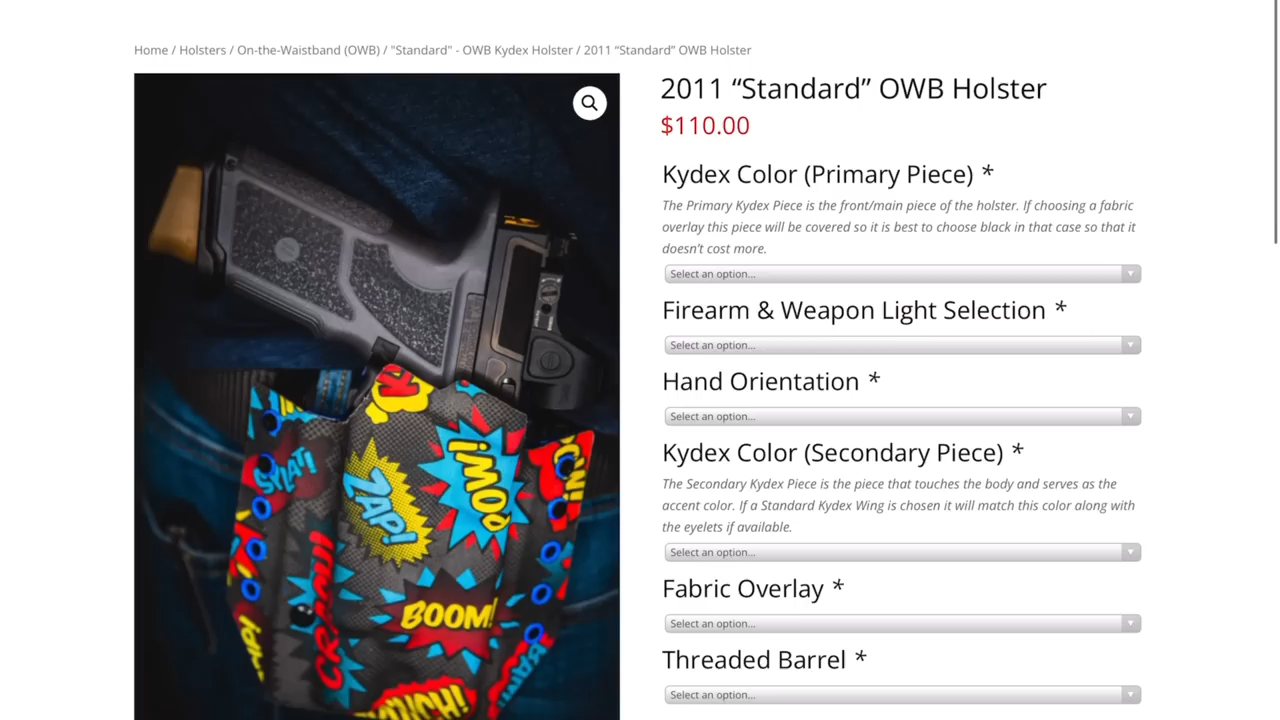 Home / Holsters / On-the-Waistband (OWB) / "Standard" - OWB Kydex Holster / 2011 “Standard” OWB Holster
2011 “Standard” OWB Holster
$110.00
Kydex Color (Primary Piece) *
The Primary Kydex Piece is the front/main piece of the holster. If choosing a fabric
overlay this piece will be covered so it is best to choose black in that case so that it
doesn’t cost more.
Select an option...
Firearm & Weapon Light Selection *
Select an option...
Hand Orientation *
Select an option...
Kydex Color (Secondary Piece) *
The Secondary Kydex Piece is the piece that touches the body and serves as the
accent color. If a Standard Kydex Wing is chosen it will match this color along with
the eyelets if available.
Select an option...
Fabric Overlay *
Select an option...
Threaded Barrel *
Select an option...
SPLAT!
ZAP!
BOOM!